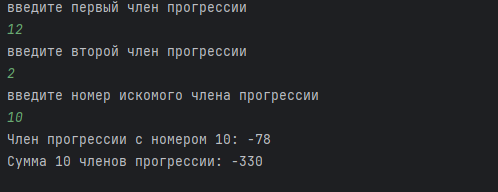 введите первый член прогрессии
12
введите второй член прогрессии
2
введите номер искомого члена прогрессии
10
Член прогрессии с номером 10: -78
Сумма 10 членов прогрессии: -330